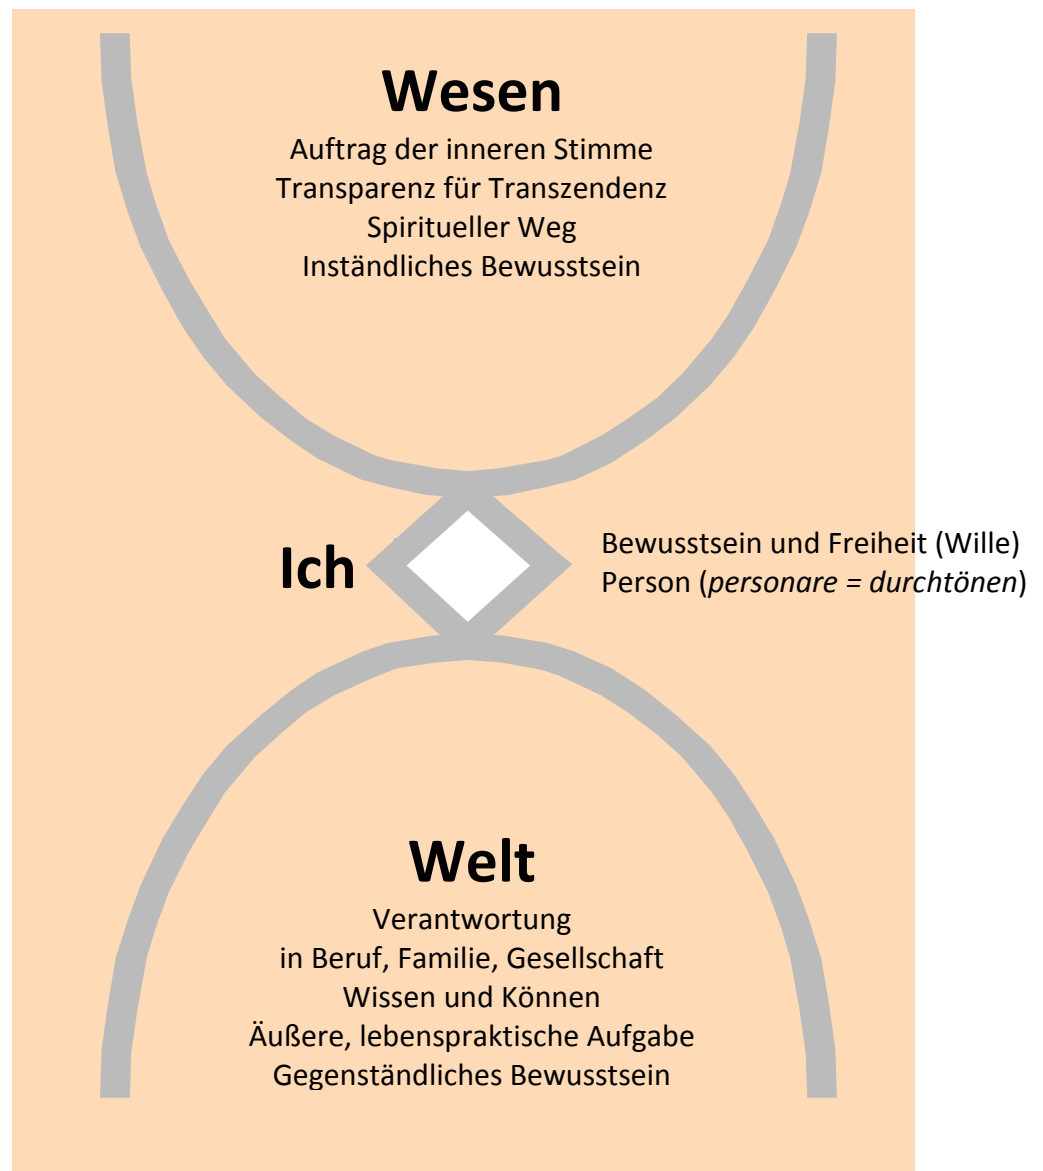 Wesen
Auftrag der inneren Stimme
Transparenz für Transzendenz
Spiritueller Weg
Inständliches Bewusstsein
Ich
Bewusstsein und Freiheit (Wille)
Person (personare = durchtönen)
Welt
Verantwortung
in Beruf, Familie, Gesellschaft
Wissen und Können
Äußere, lebenspraktische Aufgabe
Gegenständliches Bewusstsein